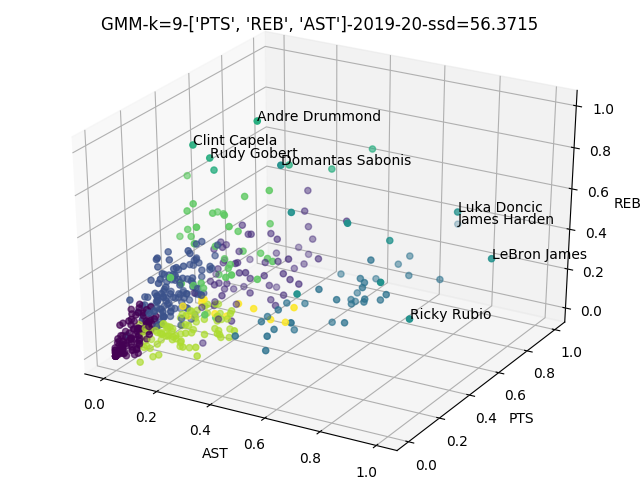 GMM-k=9-['PTS', 'REB', 'AST']-2019-20-ssd=56.3715
Andre Drummond
Clint Capela
Rudy Gobert
Domantas Sabonis
Luka Doncic
James Harden
LeBron James
Ricky Rubio
1.0
0.8
0.6
REB
0.4
0.2
0.0
0.0
0.2
0.4
0.6
0.8
1.0
AST
0.0
0.2
0.4
PTS
0.6
0.8
1.0